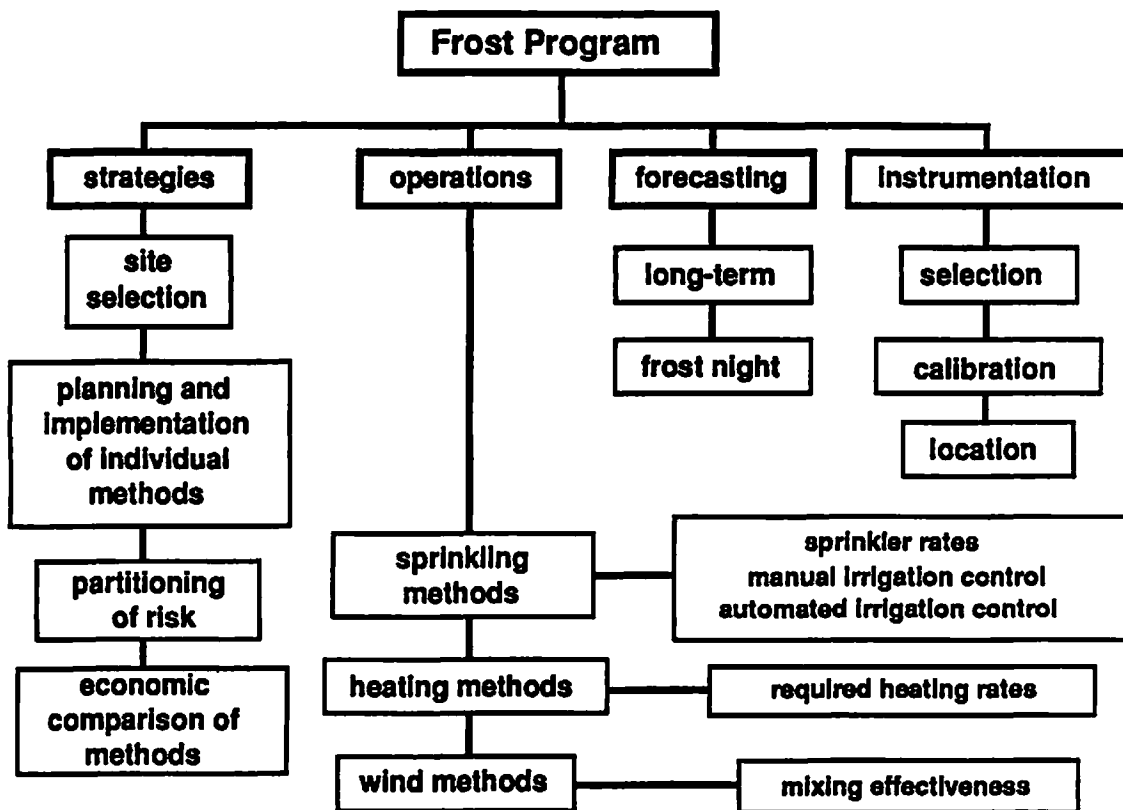 Frost Program
strategies
operations
forecasting
instrumentation
site
selection
long-term
selection
planning and
implementation
of individual
methods
frost night
calibration
location
sprinkling
methods
sprinkler rates
manual irrigation control
automated irrigation control
partitioning
of risk
heating methods
required heating rates
economic
comparison of
methods
wind methods
mixing effectiveness